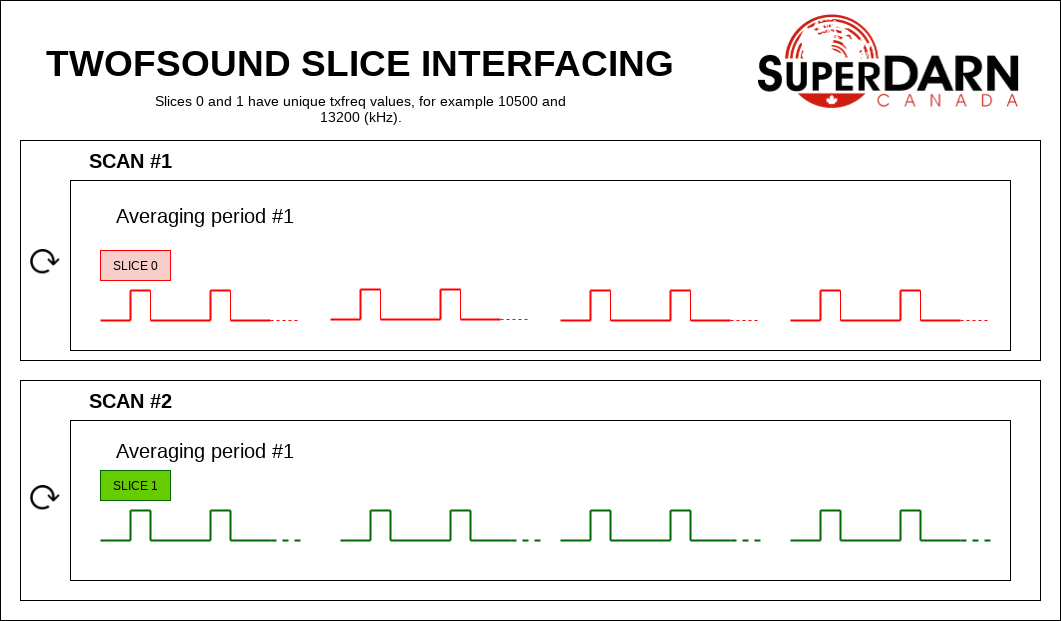 TWOFSOUND SLICE INTERFACING
SUPERDARN
CANADA
Slices 0 and 1 have unique txfreq values, for example 10500 and
13200 (kHz).
SCAN #1
Averaging period #1
SLICE 0
SCAN #2
Averaging period #1
SLICE 1